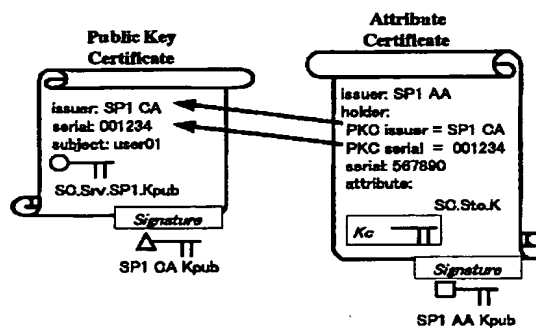 Public Key
Certificate
issuer: SP1 CA
serial: 001234
subject: user01
SC.Srv.SP1.Kpub
Signature
SP1 CA Kpub
Attribute
Certificate
issuer: SP1 AA
holder:
PKC issuer = SP1 CA
PKC serial = 001234
serial: 567890
attribute:
SC.Sto.K
Kc
Signature
SP1 AA Kpub